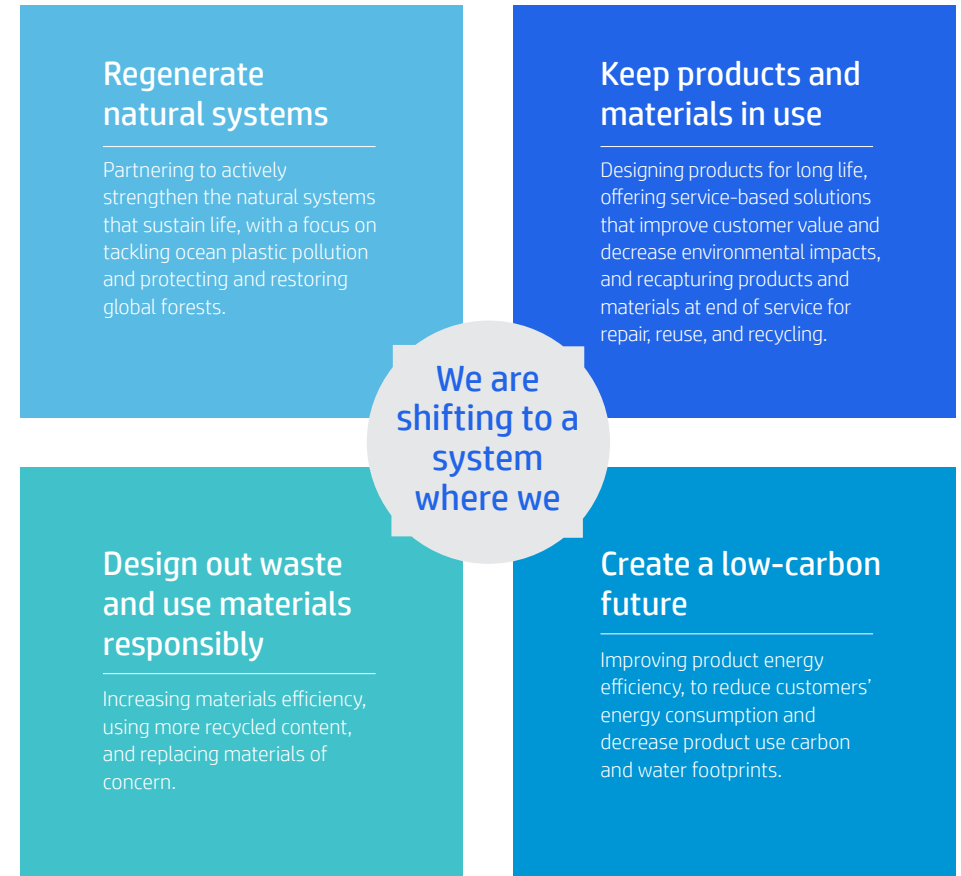 Regenerate
natural systems
Partnering to actively
strengthen the natural systems
that sustain life, with a focus on
tackling ocean plastic pollution
and protecting and restoring
global forests.
Keep products and
materials in use
Designing products for long life,
offering service-based solutions
that improve customer value and
decrease environmental impacts,
and recapturing products and
materials at end of service for
repair, reuse, and recycling.
We are
shifting to a
system
where we
Design out waste
and use materials
responsibly
Increasing materials efficiency,
using more recycled content,
and replacing materials of
concern.
Create a low-carbon
future
Improving product energy
efficiency, to reduce customers’
energy consumption and
decrease product use carbon
and water footprints.